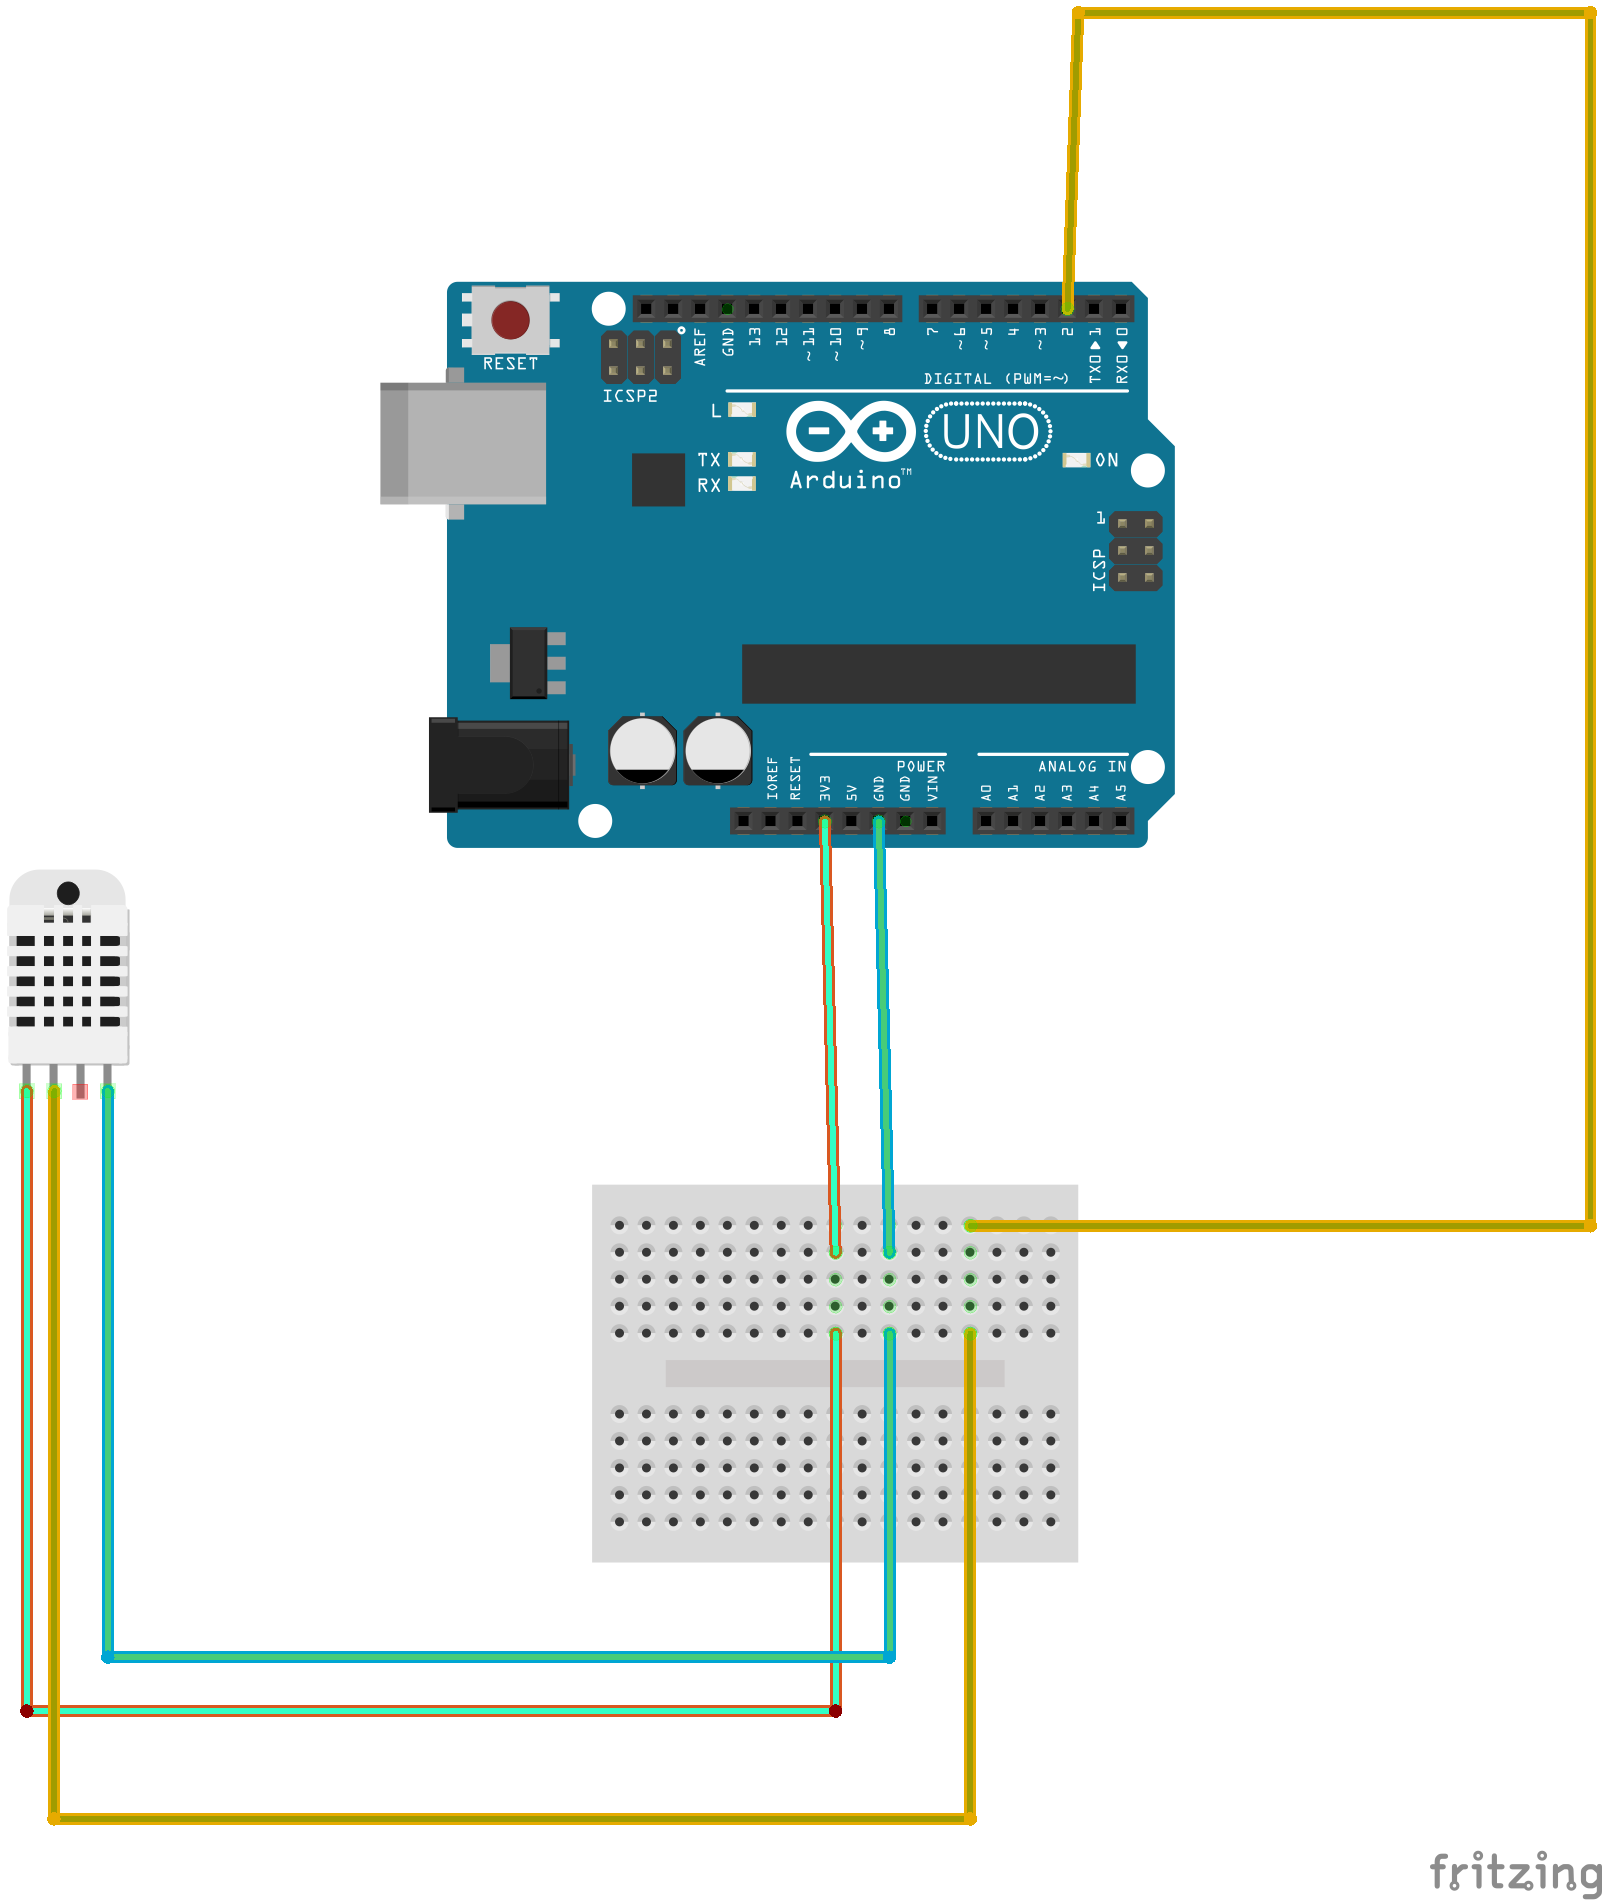 RESET
ICSP2
AREF
GND
13
12
~11
~10
~9
8
7
~6
~5
4
~3
2
TX0▶1
RX0◀0
DIGITAL (PWM=~)
L
TX
RX
Arduino™
UNO
ON
1
ICSP
IOREF
RESET
3V3
5V
GND
GND
VIN
POWER
A0
A1
A2
A3
A4
A5
ANALOG IN
fritzing